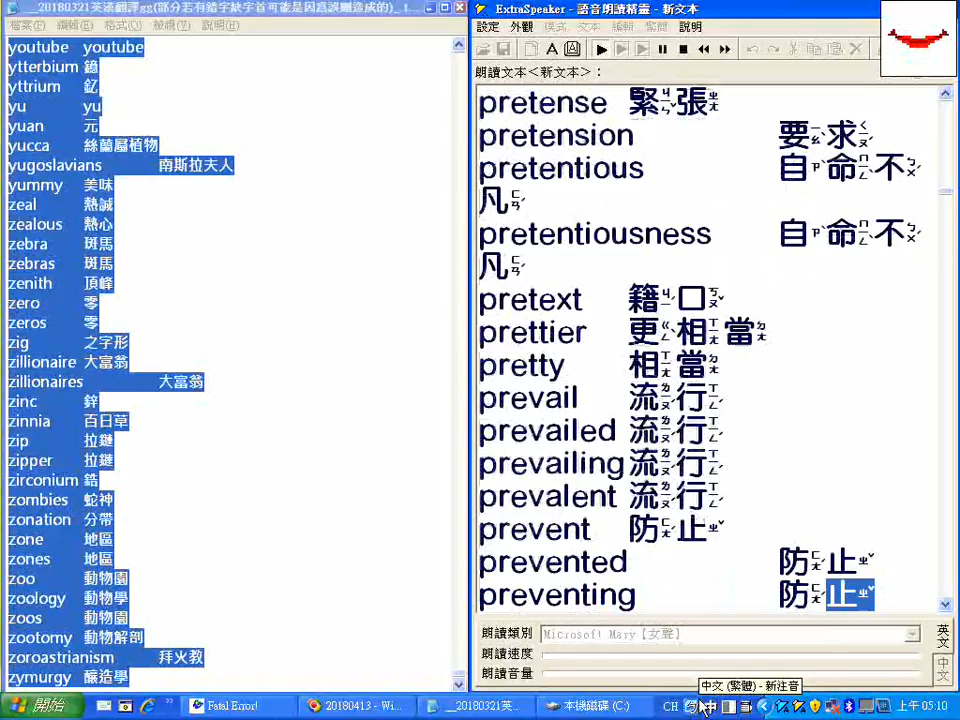 __20180321英漢翻譯gg(部分若有錯字缺字首可能是因為誤刪造成的)_1...
檔案(F) 編輯(E) 格式(O) 檢視(V) 說明(H)
youtube youtube
ytterbium 鐿
yttrium 釔
yu yu
yuan 元
yucca 絲蘭屬植物
yugoslavians 南斯拉夫人
yummy 美味
zeal 熱誠
zealous 熱心
zebra 斑馬
zebras 斑馬
zenith 頂峰
zero 零
zeros 零
zig 之字形
zillionaire 大富翁
zillionaires 大富翁
zinc 鋅
zinnia 百日草
zip 拉鏈
zipper 拉鏈
zirconium 鋯
zombies 蛇神
zonation 分帶
zone 地區
zones 地區
zoo 動物園
zoology 動物學
zoos 動物園
zootomy 動物解剖
zoroastrianism 拜火教
zymurgy 釀造學
ExtraSpeaker - 語音朗讀精靈 - 新文本
設定 外觀 模式 文本 編輯 繁簡 說明
朗讀文本<新文本>：
pretense 緊張
pretension 要求
pretentious 自命不
凡
pretentiousness 自命不
凡
pretext 籍口
prettier 更相當
pretty 相當
prevail 流行
prevailed 流行
prevailing 流行
prevalent 流行
prevent 防止
prevented 防止
preventing 防止
朗讀類別 Microsoft Mary【女聲】
朗讀速度
朗讀音量
英文
中文
中文 (繁體) - 新注音
開始
Fatal Error!
20180413 - Wi...
__20180321英...
本機磁碟 (C:)
CH
上午 05:10